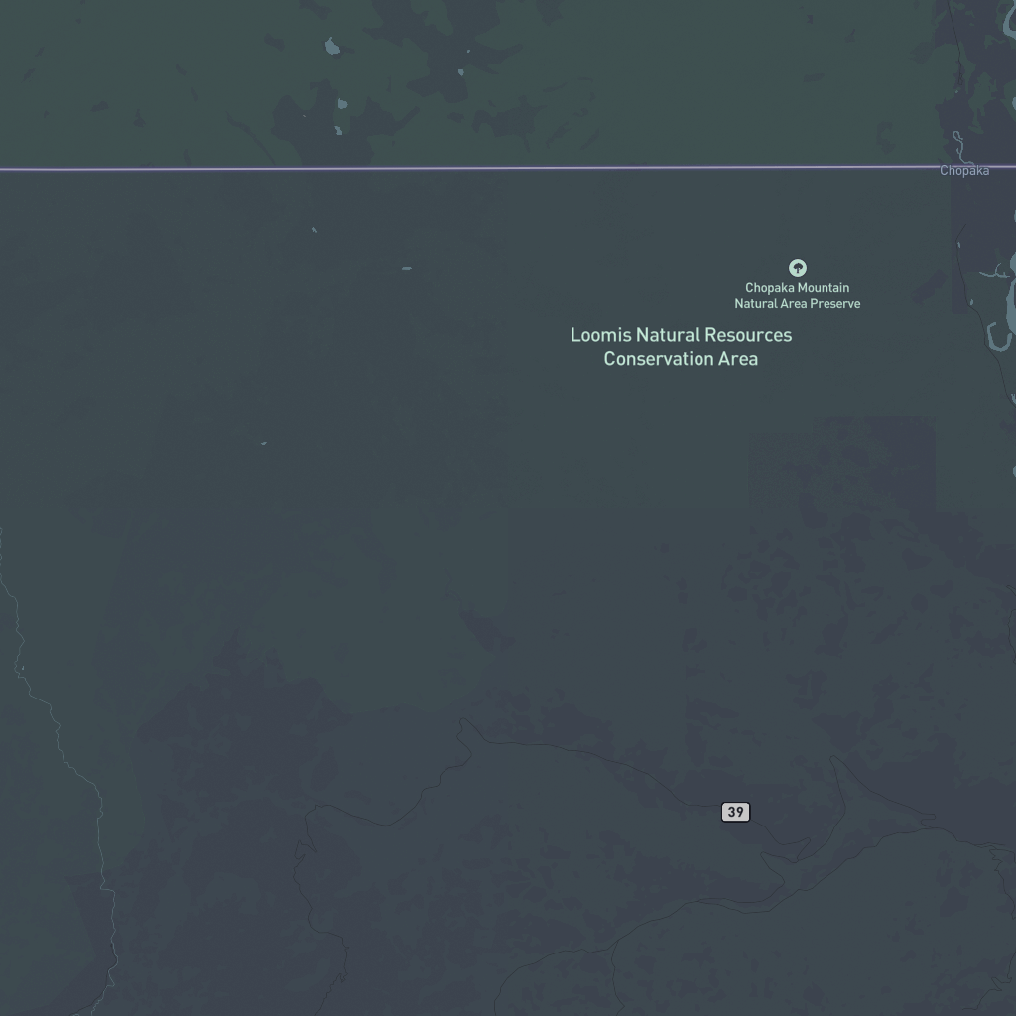 Chopaka
Chopaka Mountain
Natural Area Preserve
Loomis Natural Resources
Conservation Area
39